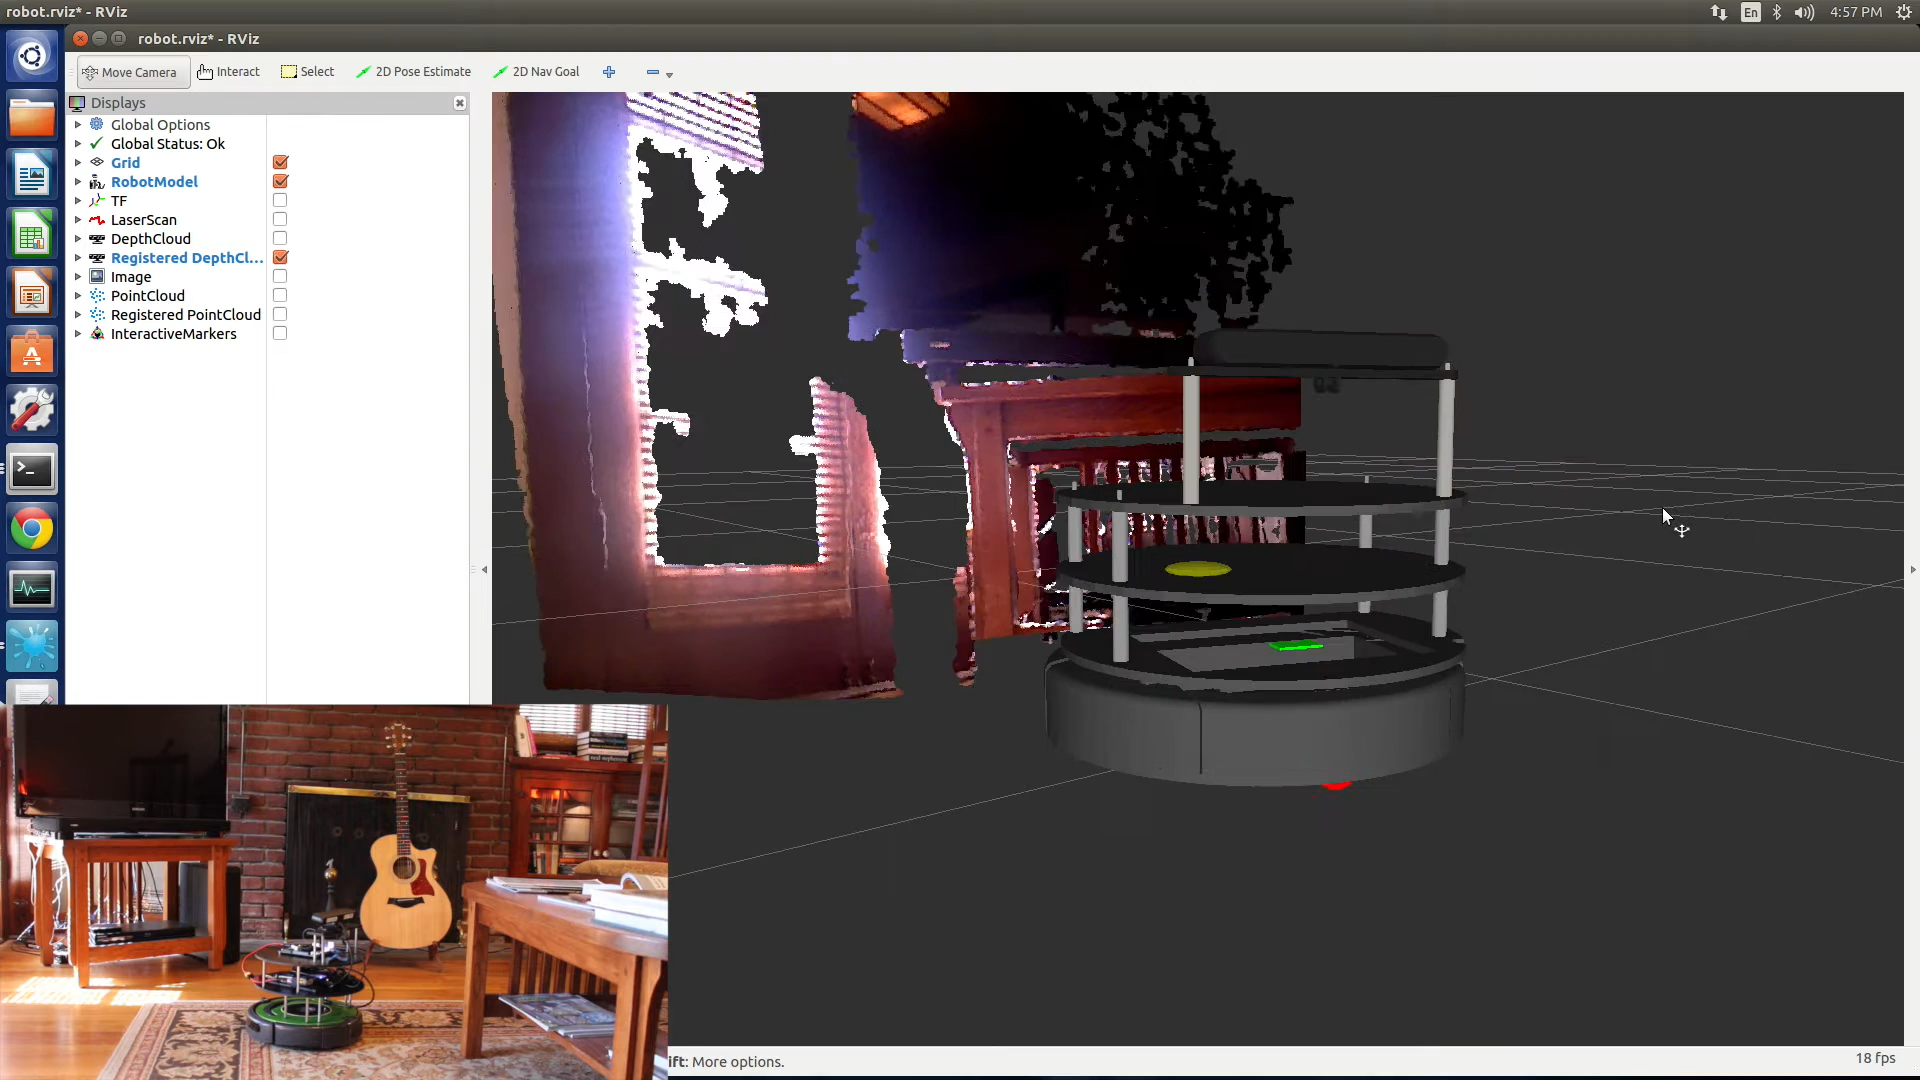 robot.rviz* - RViz
En
4:57 PM
robot.rviz* - RViz
Move Camera
Interact
Select
2D Pose Estimate
2D Nav Goal
Displays
Global Options
Global Status: Ok
Grid
RobotModel
TF
LaserScan
DepthCloud
Registered DepthCl...
Image
PointCloud
Registered PointCloud
InteractiveMarkers
ift: More options.
18 fps